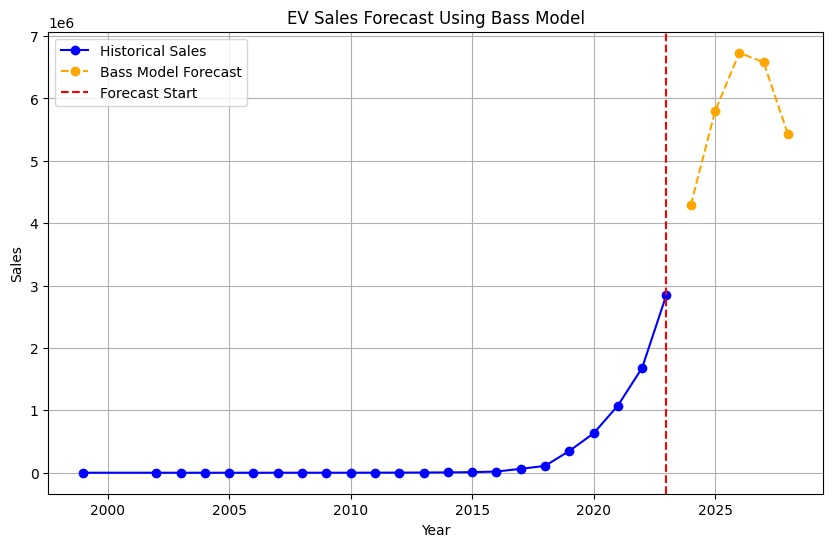 EV Sales Forecast Using Bass Model
1e6
7
6
5
4
3
2
1
0
Sales
Historical Sales
Bass Model Forecast
Forecast Start
2000 2005 2010 2015 2020 2025
Year